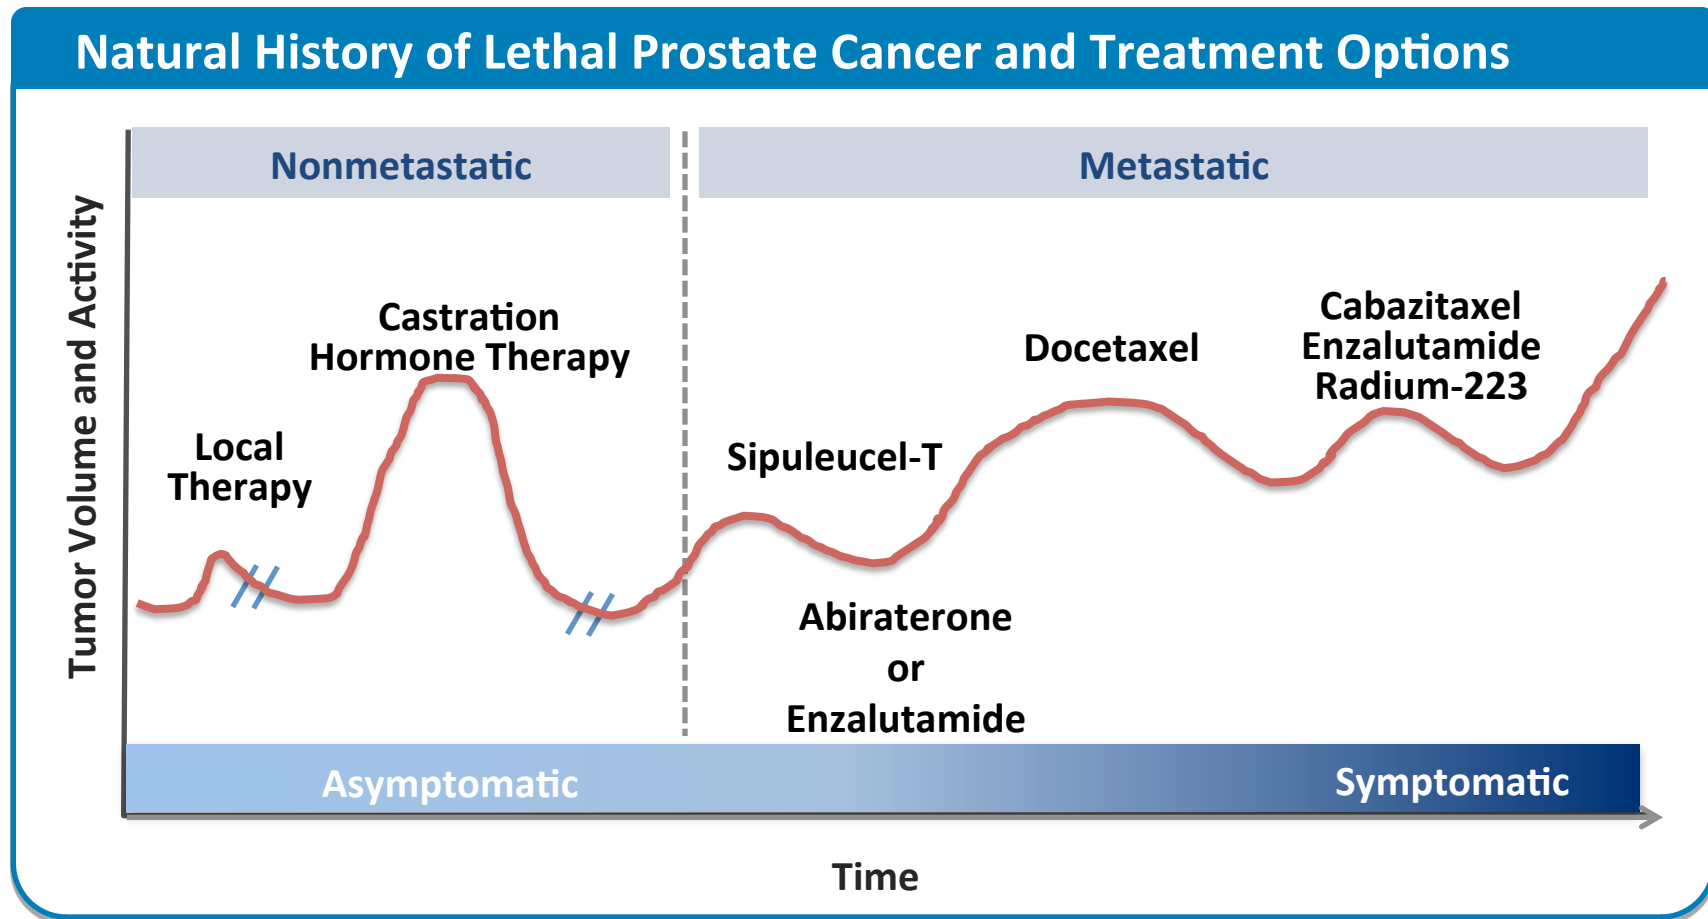 Natural History of Lethal Prostate Cancer and Treatment Options
Nonmetastatic
Metastatic
Tumor Volume and Activity
Local
Therapy
Castration
Hormone Therapy
Sipuleucel-T
Abiraterone
or
Enzalutamide
Docetaxel
Cabazitaxel
Enzalutamide
Radium-223
Asymptomatic
Symptomatic
Time